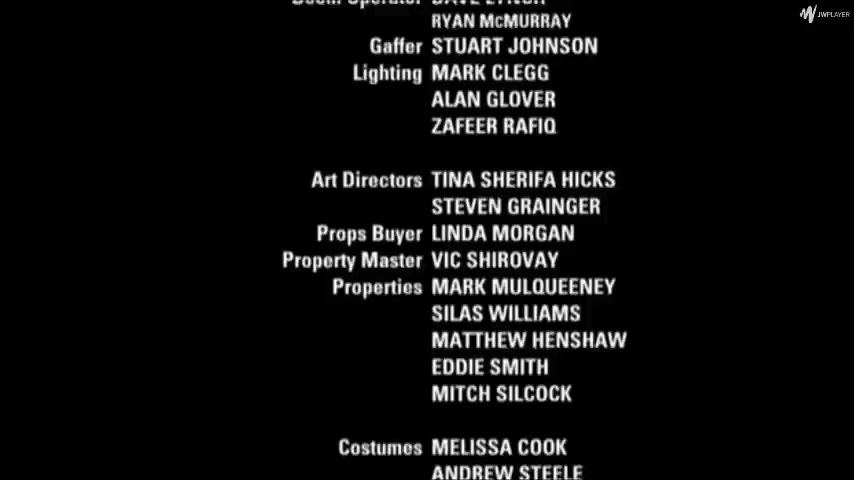 JWPLAYER
RYAN McMURRAY
Gaffer STUART JOHNSON
Lighting MARK CLEGG
ALAN GLOVER
ZAFEER RAFIQ
Art Directors TINA SHERIFA HICKS
STEVEN GRAINGER
Props Buyer LINDA MORGAN
Property Master VIC SHIROVAY
Properties MARK MULQUEENEY
SILAS WILLIAMS
MATTHEW HENSHAW
EDDIE SMITH
MITCH SILCOCK
Costumes MELISSA COOK
ANDREW STEELE